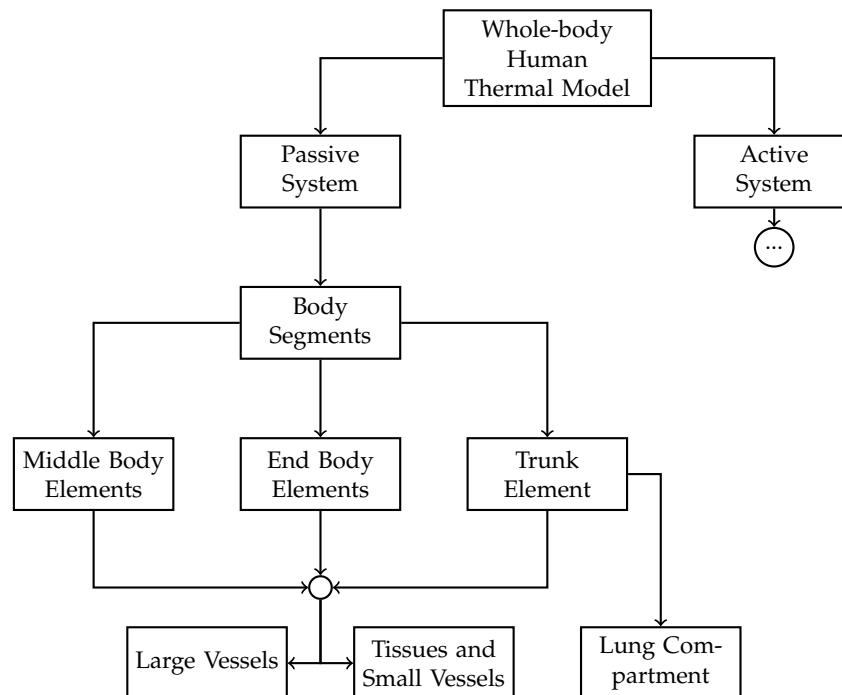 Whole-body
Human
Thermal Model
Passive
System
Active
System
...
Body
Segments
Middle Body
Elements
End Body
Elements
Trunk
Element
Large Vessels
Tissues and
Small Vessels
Lung Com-
partment